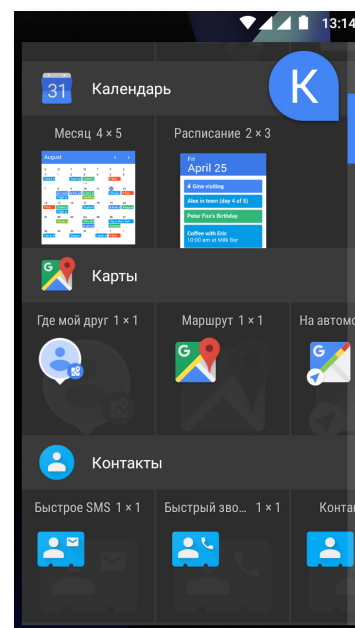 13:14
31
Календарь
К
Месяц 4 × 5
Расписание 2 × 3
August
Fri
April 25
Gina visiting
Alex in town (day 4 of 5)
Peter Fox's Birthday
Coffee with Eric
10:00 am at Milk Bar
Карты
Где мой друг 1 × 1
Маршрут 1 × 1
На автомо
Контакты
Быстрое SMS 1 × 1
Быстрый зво... 1 × 1
Конта